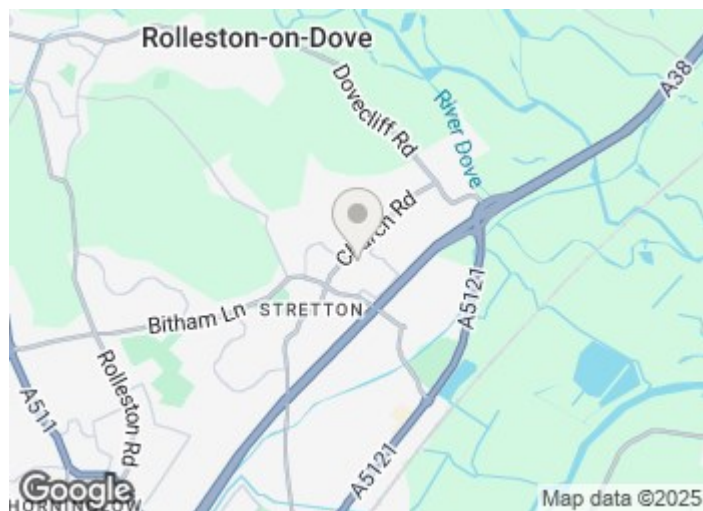 Rolleston-on-Dove
Dovecliff Rd
River Dove
A38
Church Rd
A5121
Bitham Ln
STRETTON
Rolleston Rd
A511
A5121
Google
HORNINGLOW
Map data ©2025